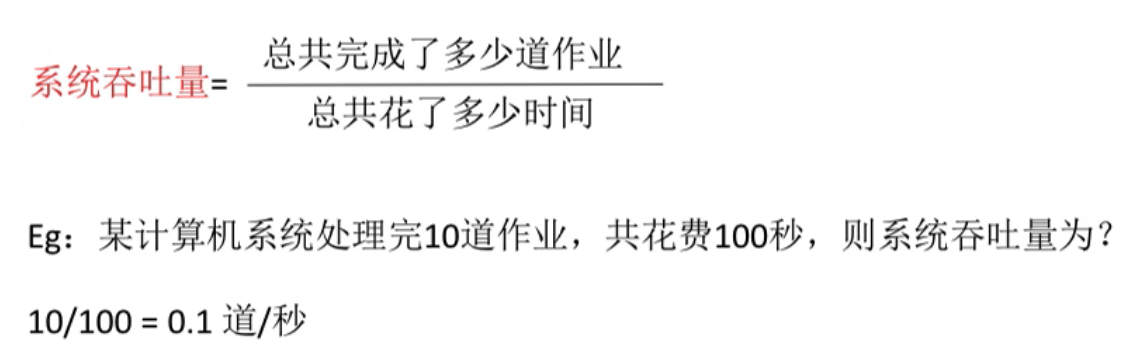 总共完成了多少道作业
系统吞吐量=
总共花了多少时间
Eg：某计算机系统处理完10道作业，共花费100秒，则系统吞吐量为？
10/100 = 0.1 道/秒